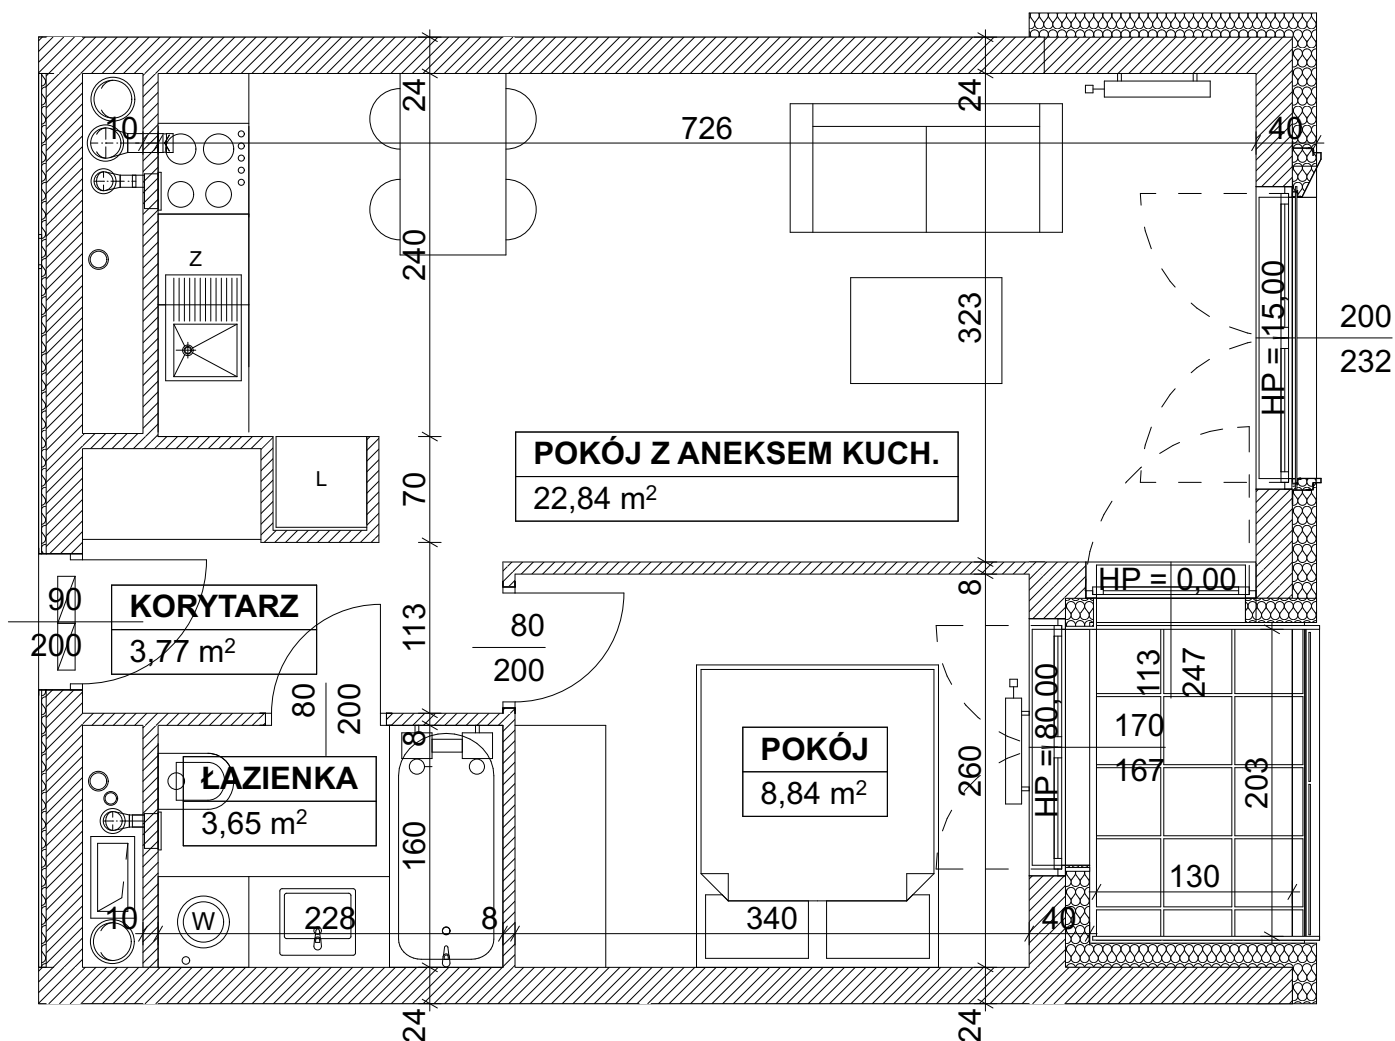 24
24
10
726
40
Z
240
323
HP = 15,00
200
232
L
70
POKÓJ Z ANEKSEM KUCH.
22,84 m²
8
HP = 0,00
90
200
KORYTARZ
3,77 m²
113
80
200
80
200
113
247
8
POKÓJ
8,84 m²
260
HP = 80,00
170
167
203
ŁAZIENKA
3,65 m²
160
130
10
W
228
8
340
40
24
24